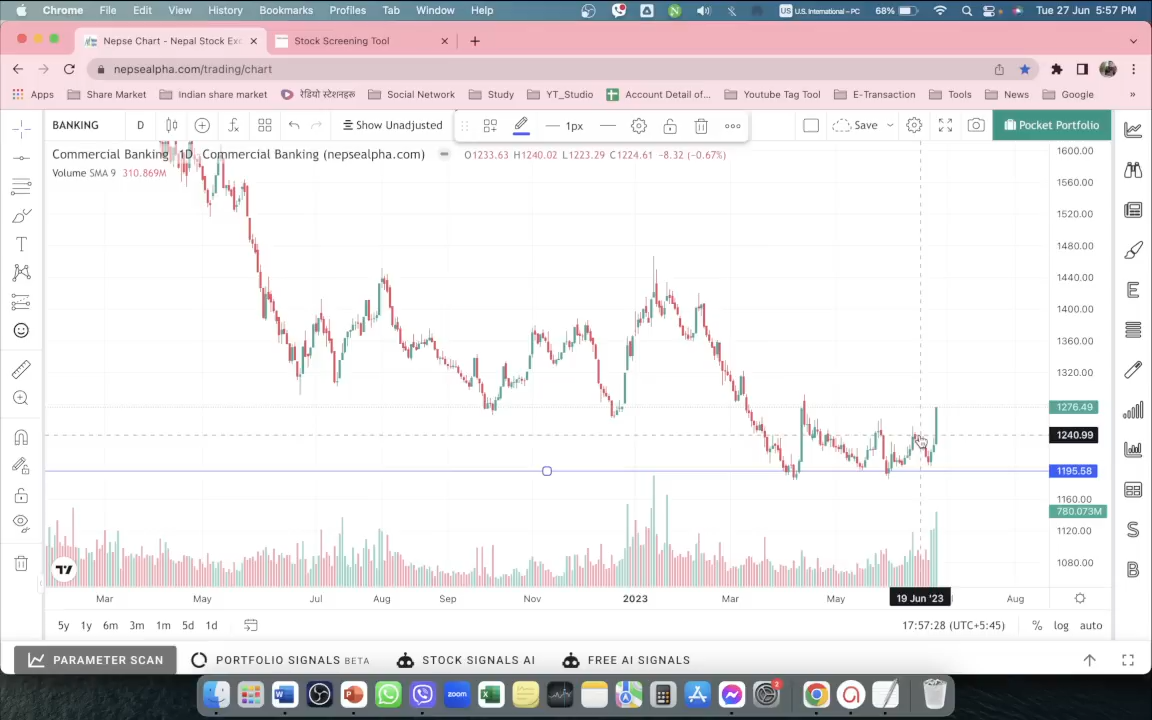 Chrome File Edit View History Bookmarks Profiles Tab Window Help U.S. International – PC 68% Tue 27 Jun 5:57 PM
Nepse Chart - Nepal Stock Exc Stock Screening Tool
nepsealpha.com/trading/chart
Apps Share Market Indian share market रेडियो स्टेशनहरू Social Network Study YT_Studio Account Detail of... Youtube Tag Tool E-Transaction Tools News Google
BANKING D Show Unadjusted 1px Save Pocket Portfolio
Commercial Banking 1D Commercial Banking (nepsealpha.com) O1233.63 H1240.02 L1223.29 C1224.61 −8.32 (−0.67%)
Volume SMA 9 310.869M
1600.00
1560.00
1520.00
1480.00
1440.00
1400.00
1360.00
1320.00
1276.49
1240.99
1195.58
1160.00
780.073M
1120.00
1080.00
Mar May Jul Aug Sep Nov 2023 Mar May 19 Jun '23 Aug
5y 1y 6m 3m 1m 5d 1d 17:57:28 (UTC+5:45) % log auto
PARAMETER SCAN PORTFOLIO SIGNALS BETA STOCK SIGNALS AI FREE AI SIGNALS
zoom
2